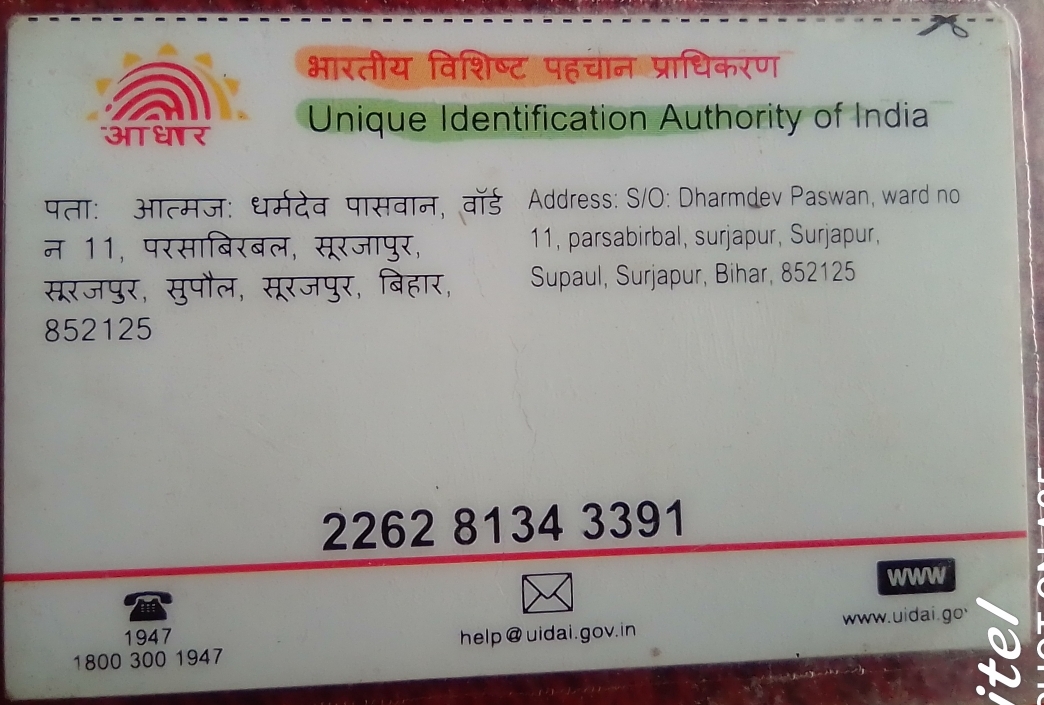 आधार
भारतीय विशिष्ट पहचान प्राधिकरण
Unique Identification Authority of India
पता: आत्मज: धर्मदेव पासवान, वॉर्ड
न 11, परसाबिरबल, सूरजापुर,
सूरजपुर, सुपौल, सूरजपुर, बिहार,
852125
Address: S/O: Dharmdev Paswan, ward no
11, parsabirbal, surjapur, Surjapur,
Supaul, Surjapur, Bihar, 852125
2262 8134 3391
1947
1800 300 1947
help@uidai.gov.in
www
www.uidai.go
itel